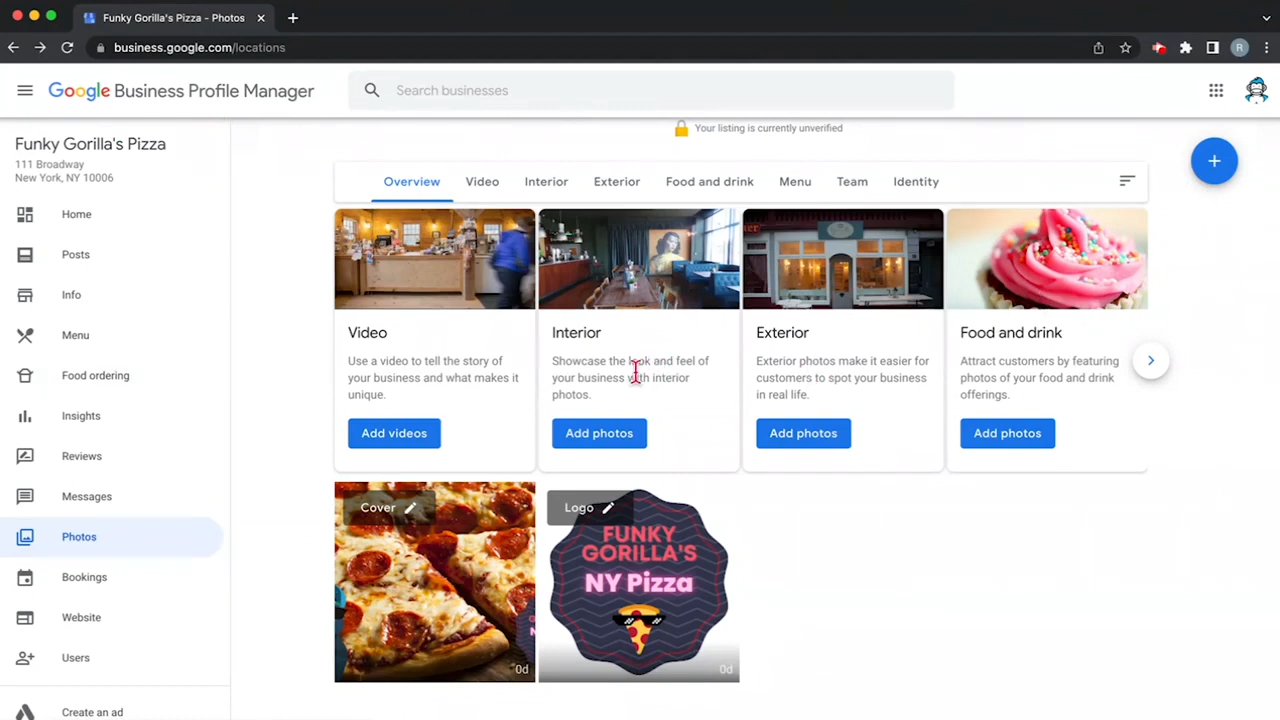 Funky Gorilla's Pizza - Photos
business.google.com/locations
R
Google Business Profile Manager
Search businesses
Funky Gorilla's Pizza
111 Broadway
New York, NY 10006
Home
Posts
Info
Menu
Food ordering
Insights
Reviews
Messages
Photos
Bookings
Website
Users
Create an ad
Your listing is currently unverified
Overview
Video
Interior
Exterior
Food and drink
Menu
Team
Identity
Video
Use a video to tell the story of
your business and what makes it
unique.
Add videos
Interior
Showcase the look and feel of
your business with interior
photos.
Add photos
Exterior
Exterior photos make it easier for
customers to spot your business
in real life.
Add photos
Food and drink
Attract customers by featuring
photos of your food and drink
offerings.
Add photos
Cover
0d
Logo
FUNKY
GORILLA'S
NY Pizza
0d